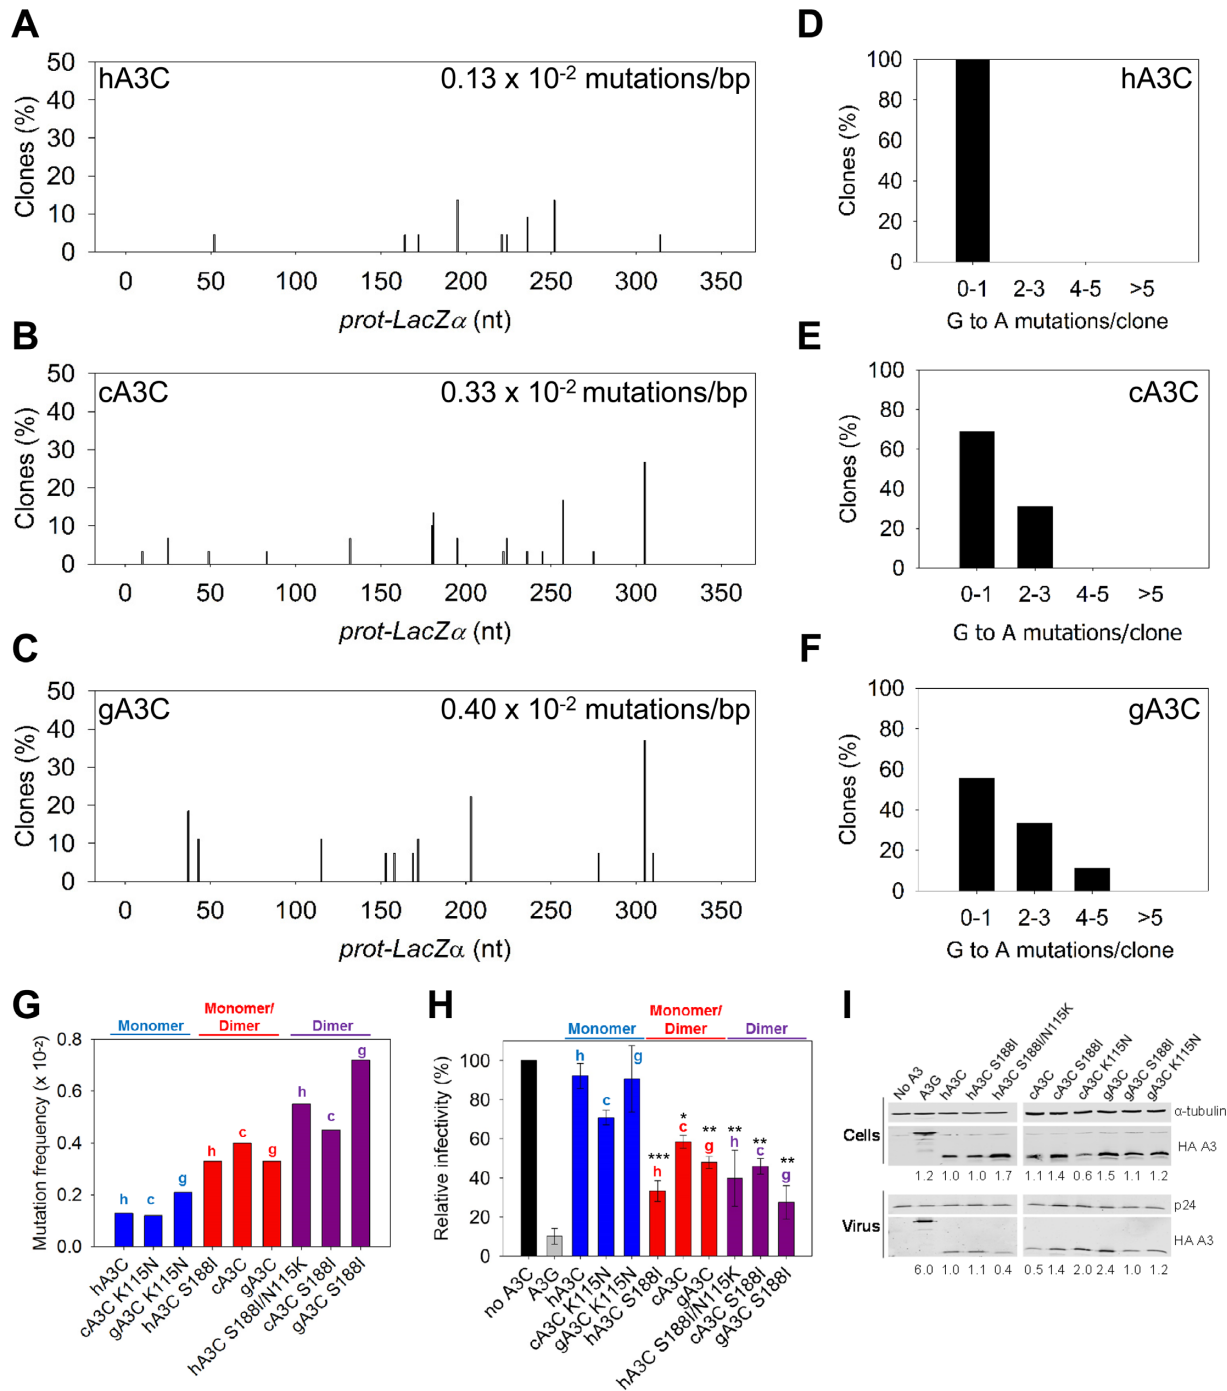 A
hA3C 0.13 x 10-2 mutations/bp
Clones (%)
50
40
30
20
10
0
0 50 100 150 200 250 300 350
prot-LacZα (nt)
D
hA3C
Clones (%)
100
80
60
40
20
0
0-1 2-3 4-5 >5
G to A mutations/clone
B
cA3C 0.33 x 10-2 mutations/bp
Clones (%)
50
40
30
20
10
0
0 50 100 150 200 250 300 350
prot-LacZα (nt)
E
cA3C
Clones (%)
100
80
60
40
20
0
0-1 2-3 4-5 >5
G to A mutations/clone
C
gA3C 0.40 x 10-2 mutations/bp
Clones (%)
50
40
30
20
10
0
0 50 100 150 200 250 300 350
prot-LacZα (nt)
F
gA3C
Clones (%)
100
80
60
40
20
0
0-1 2-3 4-5 >5
G to A mutations/clone
G
Monomer
Monomer/
Dimer
Dimer
Mutation frequency (x 10-2)
0.8
0.6
0.4
0.2
0.0
h c g h c g h c g
hA3C
cA3C K115N
gA3C K115N
hA3C S188I
cA3C
gA3C
hA3C S188I/N115K
cA3C S188I
gA3C S188I
H
Monomer
Monomer/
Dimer
Dimer
Relative infectivity (%)
100
80
60
40
20
0
*** * ** ** ** **
h c g h c g h c g
no A3C
A3G
hA3C
cA3C K115N
gA3C K115N
hA3C S188I
cA3C
gA3C
hA3C S188I/N115K
cA3C S188I
gA3C S188I
I
No A3
A3G
hA3C
hA3C S188I
hA3C S188I/N115K
cA3C
cA3C S188I
cA3C K115N
gA3C
gA3C S188I
gA3C K115N
α-tubulin
Cells
HA A3
1.2 1.0 1.0 1.7 1.1 1.4 0.6 1.5 1.1 1.2
p24
Virus
HA A3
6.0 1.0 1.1 0.4 0.5 1.4 2.0 2.4 1.0 1.2